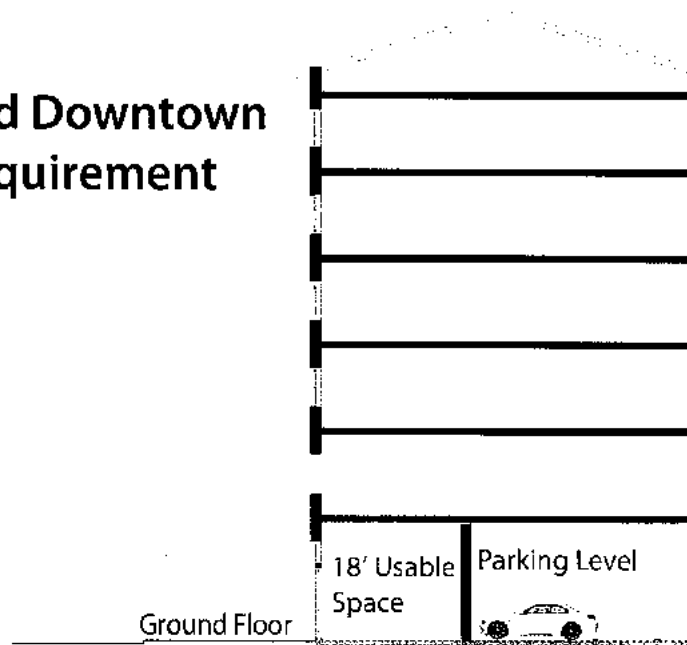 d Downtown
quirement
18' Usable
Space
Parking Level
Ground Floor